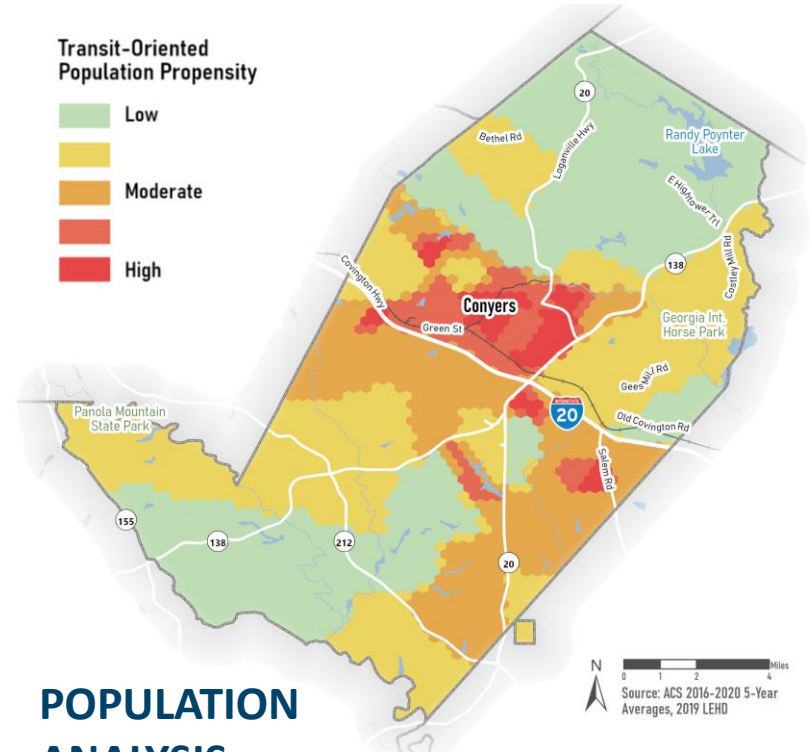 Transit-Oriented
Population Propensity
Low
Moderate
High
20
Bethel Rd
Loganville Hwy
Randy Poynter
Lake
E Hightower Trl
138
Costley Mill Rd
Covington Hwy
Conyers
Green St
Georgia Int.
Horse Park
Gees Mill Rd
INTERSTATE
20
Old Covington Rd
Panola Mountain
State Park
Salem Rd
155
138
212
20
N
0 1 2 4 Miles
Source: ACS 2016-2020 5-Year
Averages, 2019 LEHD
POPULATION
ANALYSIS